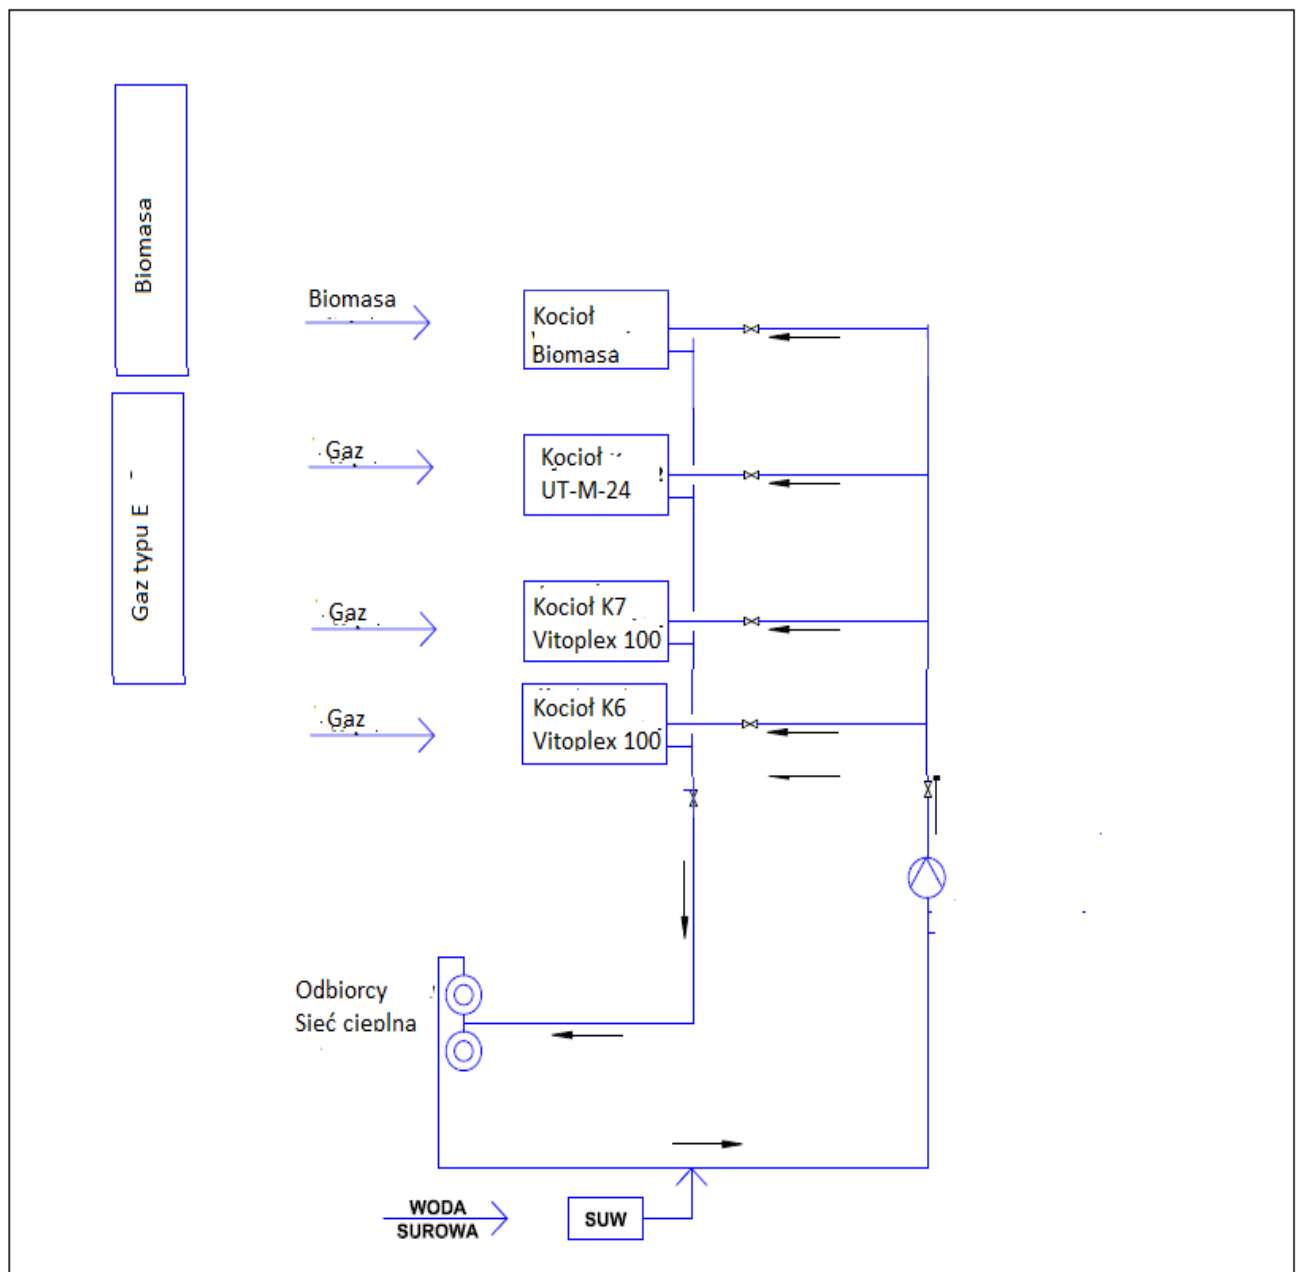 Biomasa
Biomasa
Kocioł
Biomasa
Gaz typu E
Gaz
Kocioł
UT-M-24
Gaz
Kocioł K7
Vitoplex 100
Gaz
Kocioł K6
Vitoplex 100
Odbiorcy
Sieć cieplna
WODA
SUROWA
SUW